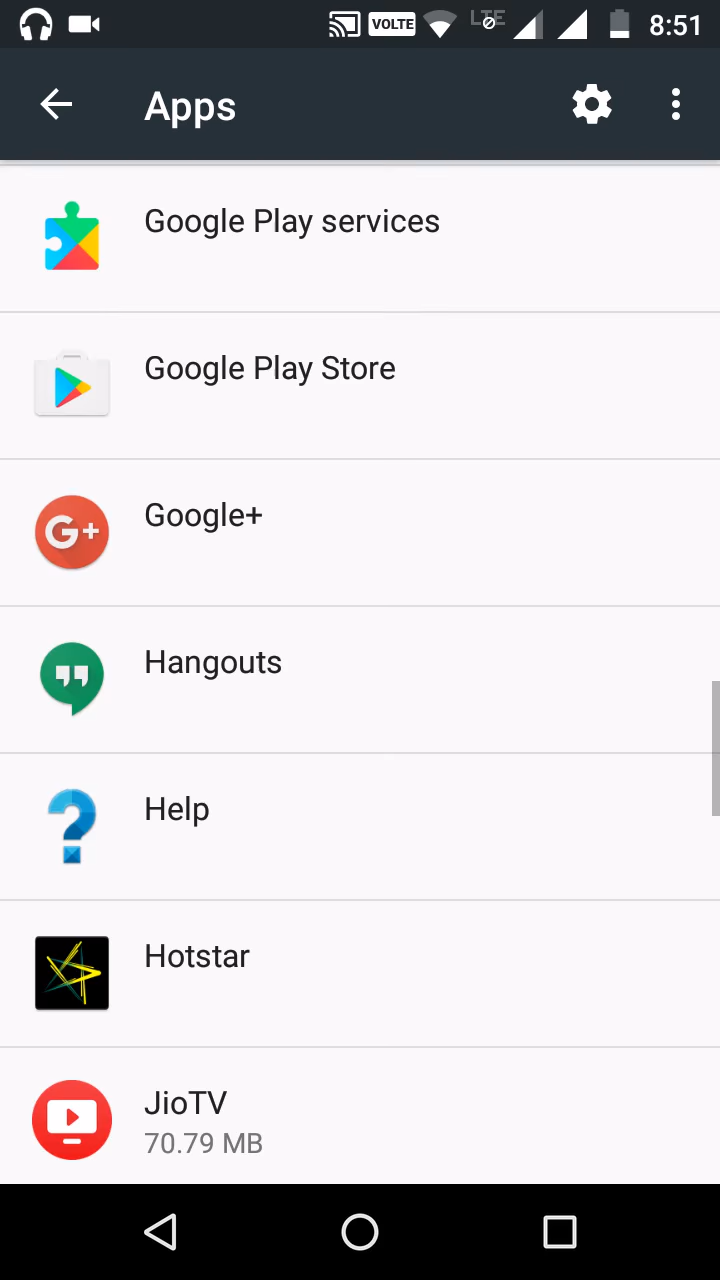 VOLTE LTE 8:51
Apps
Google Play services
Google Play Store
G+ Google+
Hangouts
Help
Hotstar
JioTV
70.79 MB